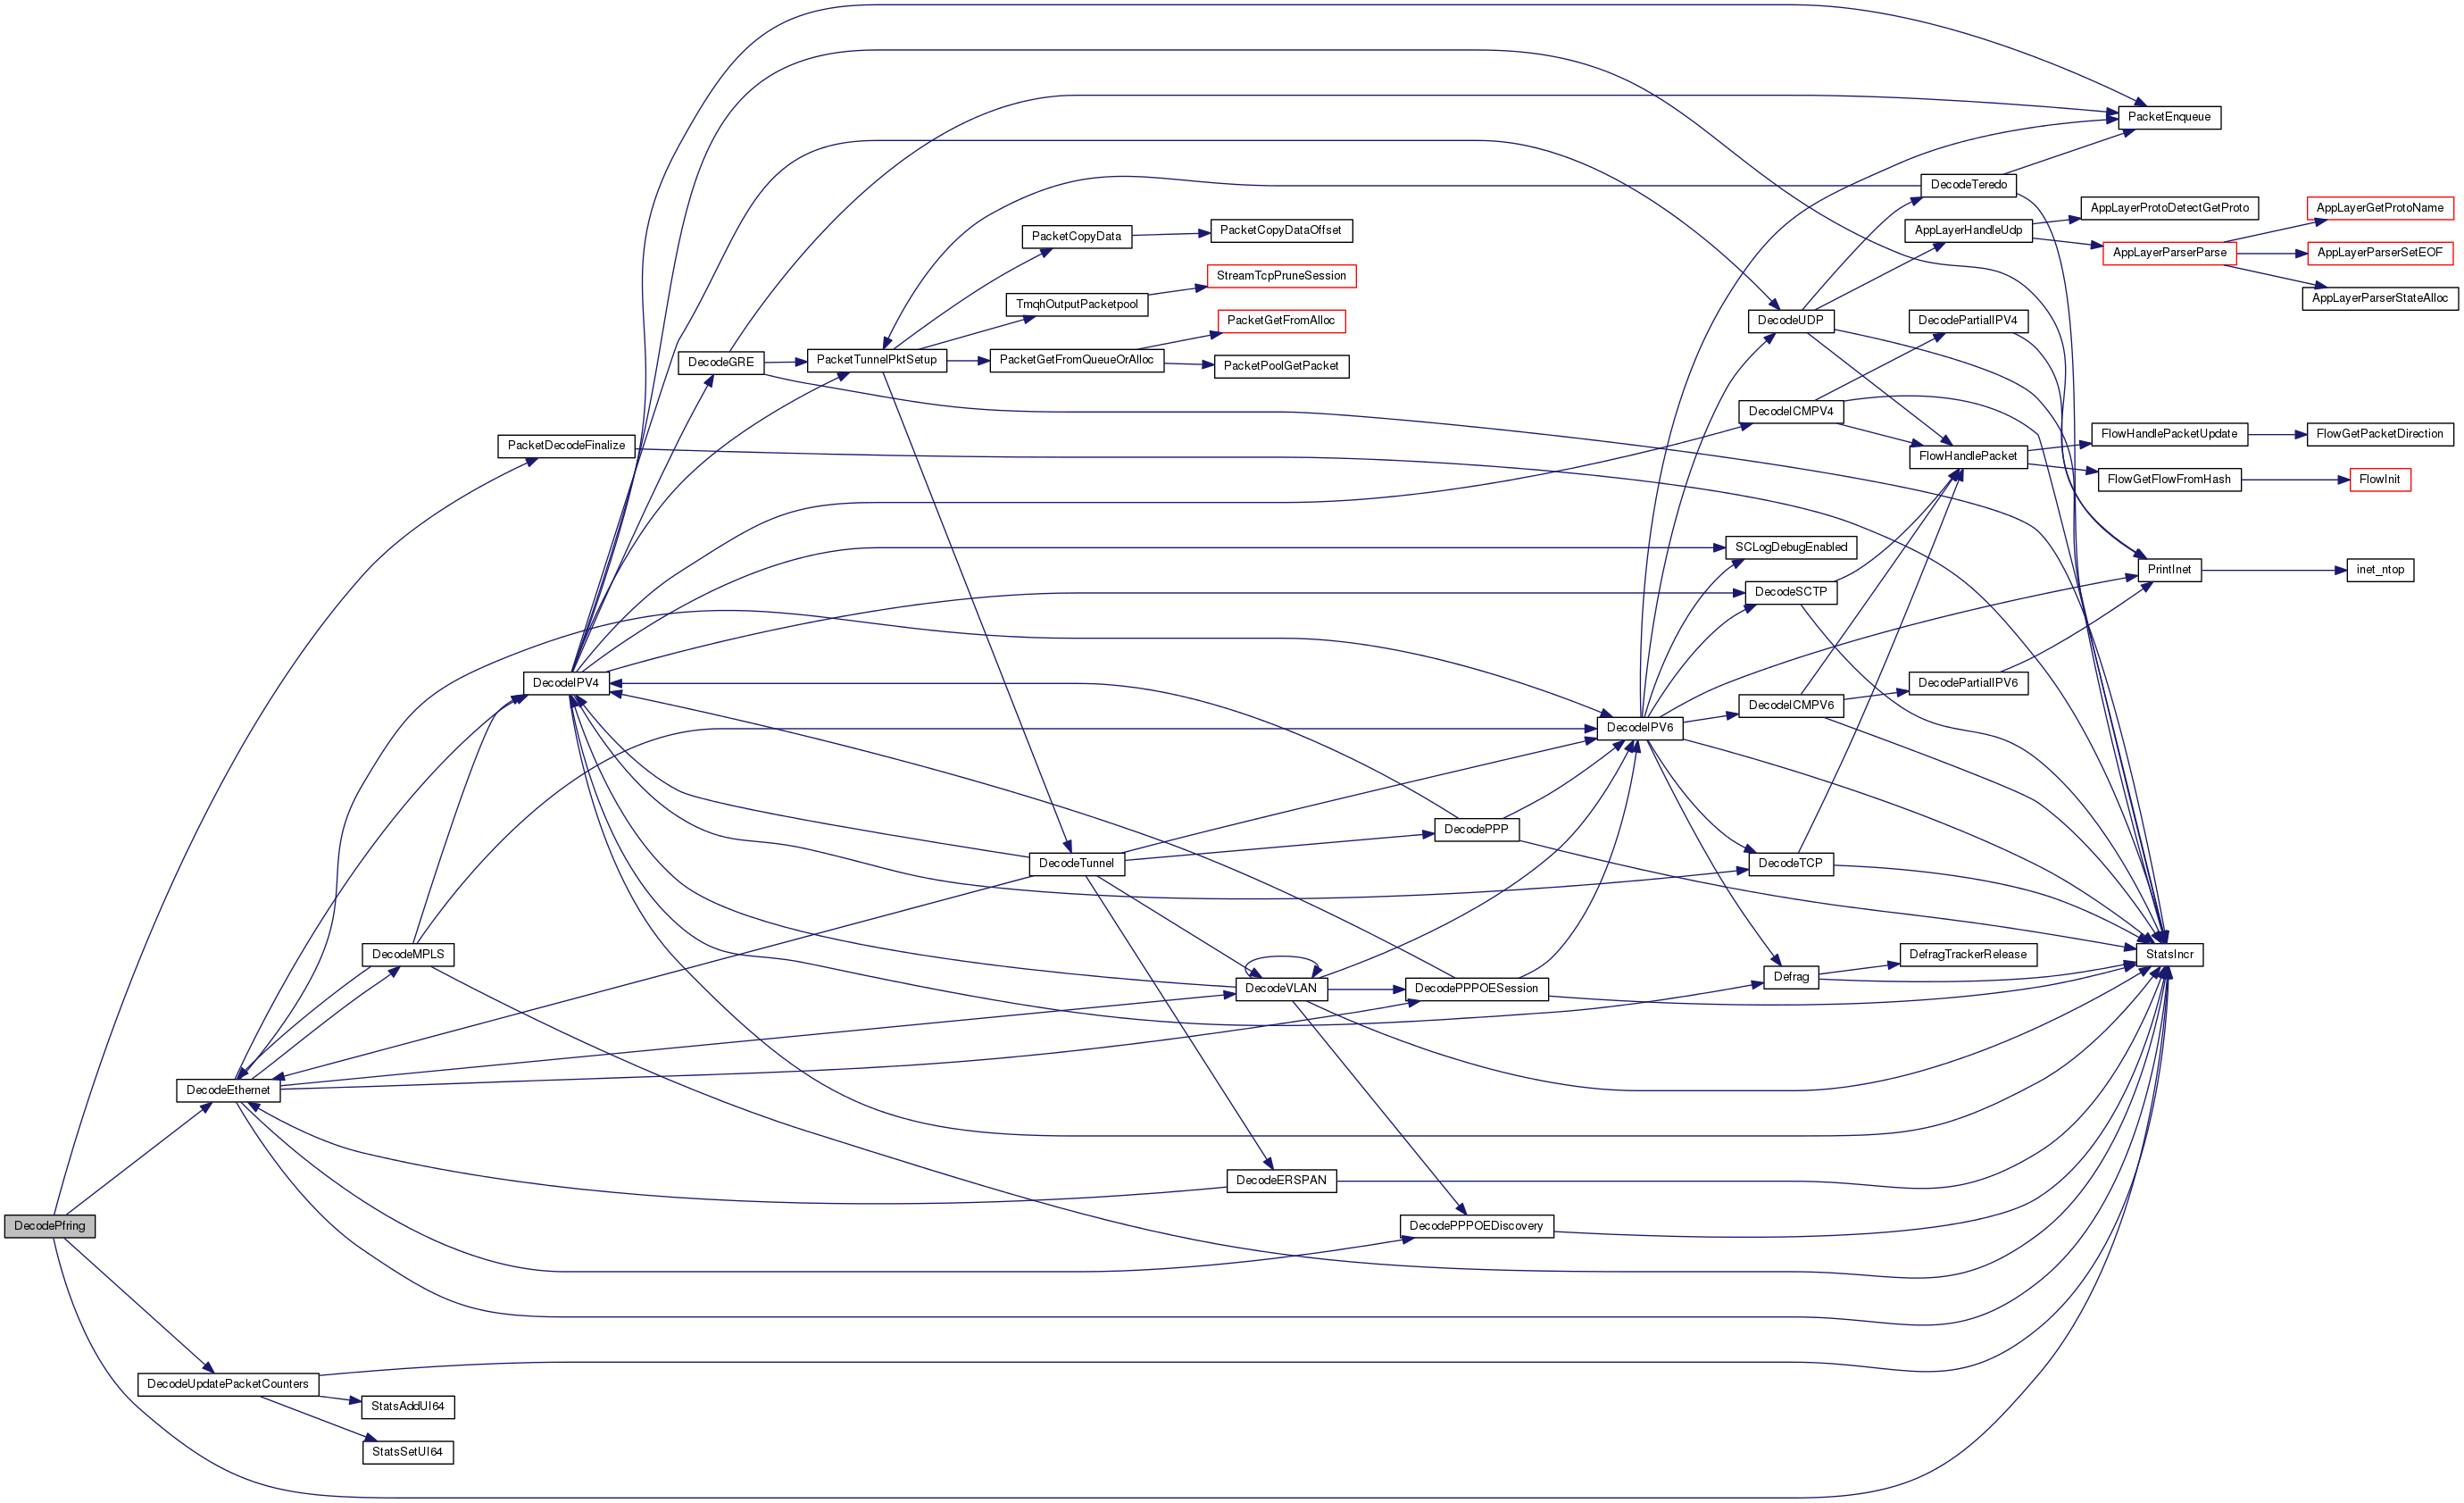 PacketEnqueue
DecodeTeredo
AppLayerProtoDetectGetProto
AppLayerGetProtoName
PacketCopyData
PacketCopyDataOffset
AppLayerHandleUdp
AppLayerParserParse
AppLayerParserSetEOF
StreamTcpPruneSession
TmqhOutputPacketpool
AppLayerParserStateAlloc
PacketGetFromAlloc
DecodeUDP
DecodePartialIPV4
DecodeGRE
PacketTunnelPktSetup
PacketGetFromQueueOrAlloc
PacketPoolGetPacket
DecodeICMPV4
PacketDecodeFinalize
FlowHandlePacket
FlowHandlePacketUpdate
FlowGetPacketDirection
FlowGetFlowFromHash
FlowInit
SCLogDebugEnabled
PrintInet
inet_ntop
DecodeSCTP
DecodeIPV4
DecodePartialIPV6
DecodeICMPV6
DecodeIPV6
DecodePPP
DecodeTunnel
DecodeTCP
DecodeMPLS
DefragTrackerRelease
StatsIncr
Defrag
DecodeVLAN
DecodePPPOESession
DecodeEthernet
DecodeERSPAN
DecodePfring
DecodePPPOEDiscovery
DecodeUpdatePacketCounters
StatsAddUI64
StatsSetUI64